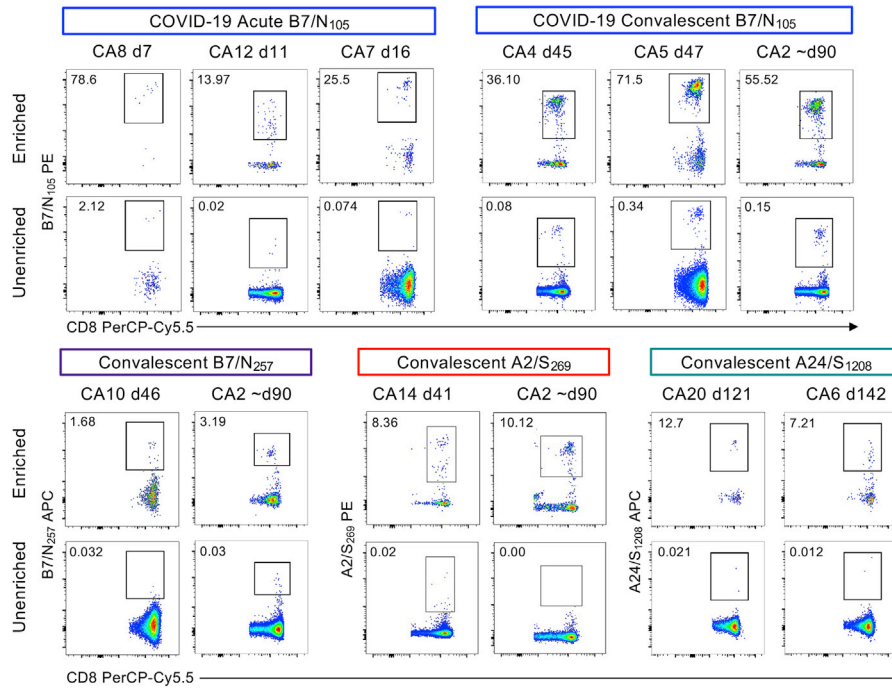 COVID-19 Acute B7/N105
COVID-19 Convalescent B7/N105
CA8 d7 CA12 d11 CA7 d16 CA4 d45 CA5 d47 CA2 ~d90
Enriched
78.6 13.97 25.5 36.10 71.5 55.52
B7/N105 PE
Unenriched
2.12 0.02 0.074 0.08 0.34 0.15
CD8 PerCP-Cy5.5
Convalescent B7/N257
Convalescent A2/S269
Convalescent A24/S1208
CA10 d46 CA2 ~d90 CA14 d41 CA2 ~d90 CA20 d121 CA6 d142
Enriched
1.68 3.19 8.36 10.12 12.7 7.21
B7/N257 APC
A2/S269 PE
A24/S1208 APC
Unenriched
0.032 0.03 0.02 0.00 0.021 0.012
CD8 PerCP-Cy5.5